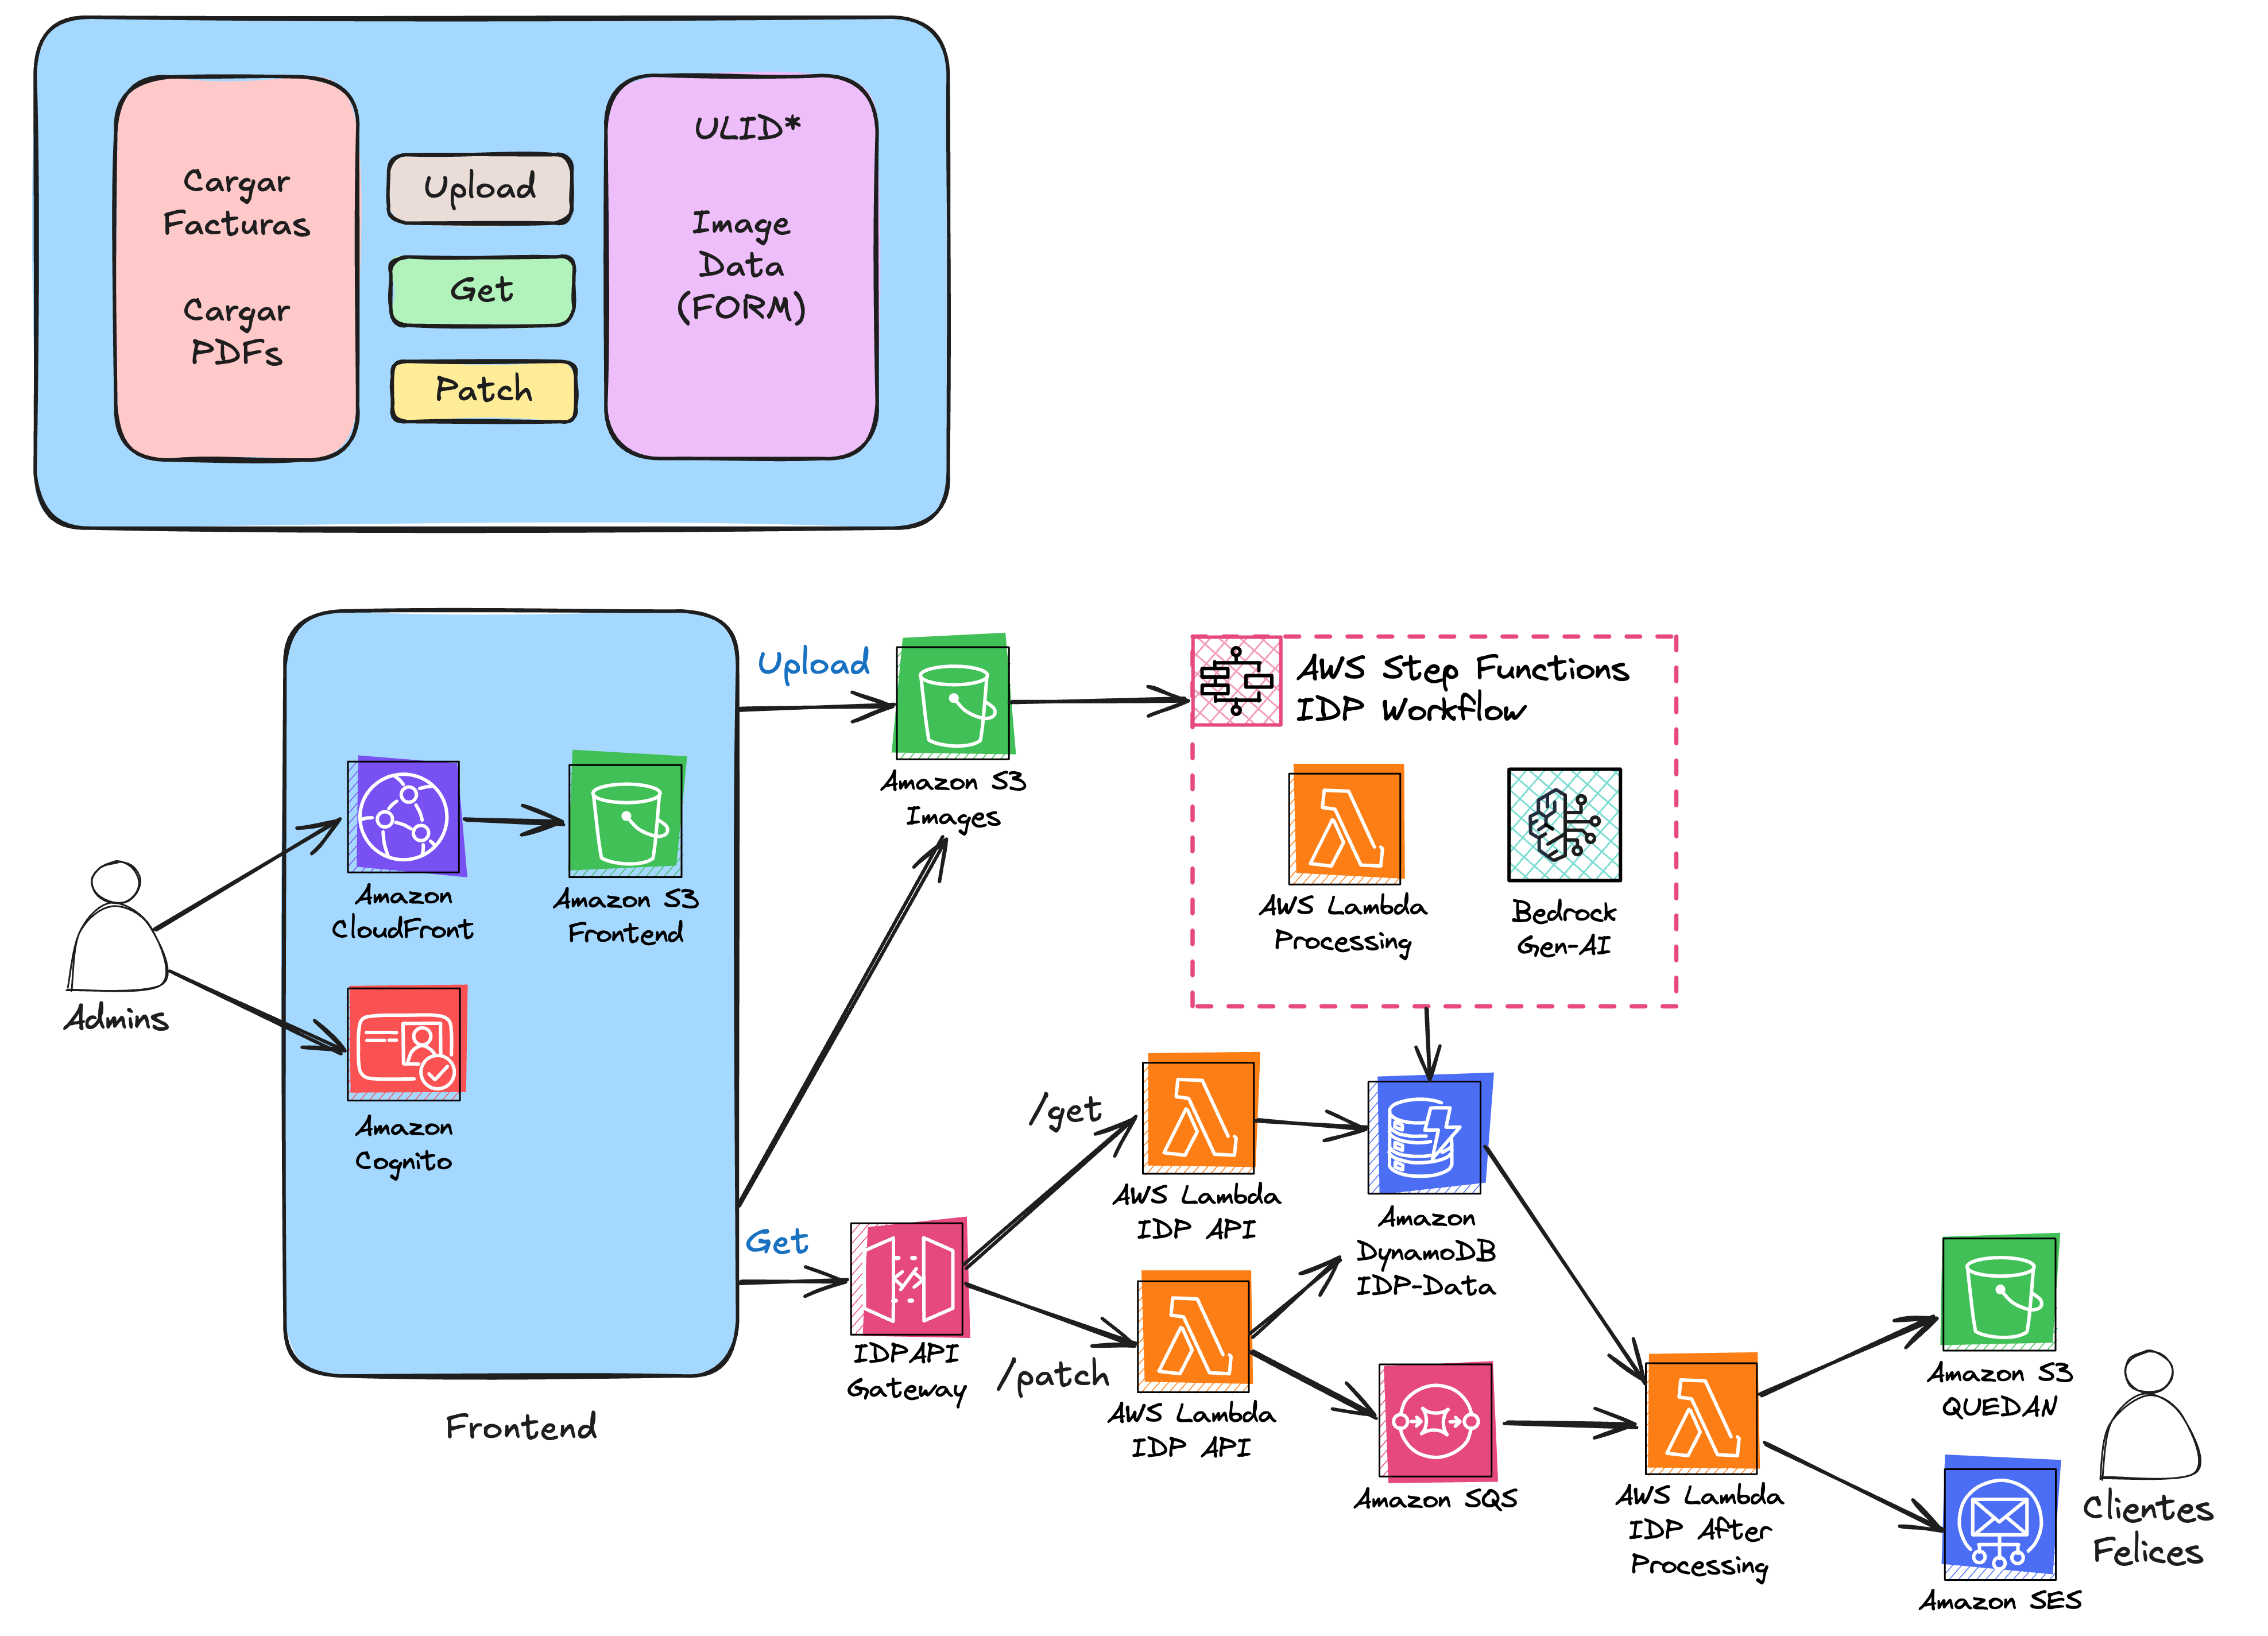 Cargar
Facturas
Cargar
PDFs
Upload
Get
Patch
ULID*
Image
Data
(FORM)
Admins
Amazon
CloudFront
Amazon S3
Frontend
Amazon
Cognito
Frontend
Upload
Amazon S3
Images
AWS Step Functions
IDP Workflow
AWS Lambda
Processing
Bedrock
Gen-AI
Get
IDPAPI
Gateway
/get
AWS Lambda
IDP API
/patch
AWS Lambda
IDP API
Amazon
DynamoDB
IDP-Data
Amazon SQS
AWS Lambda
IDP After
Processing
Amazon S3
QUEDAN
Amazon SES
Clientes
Felices